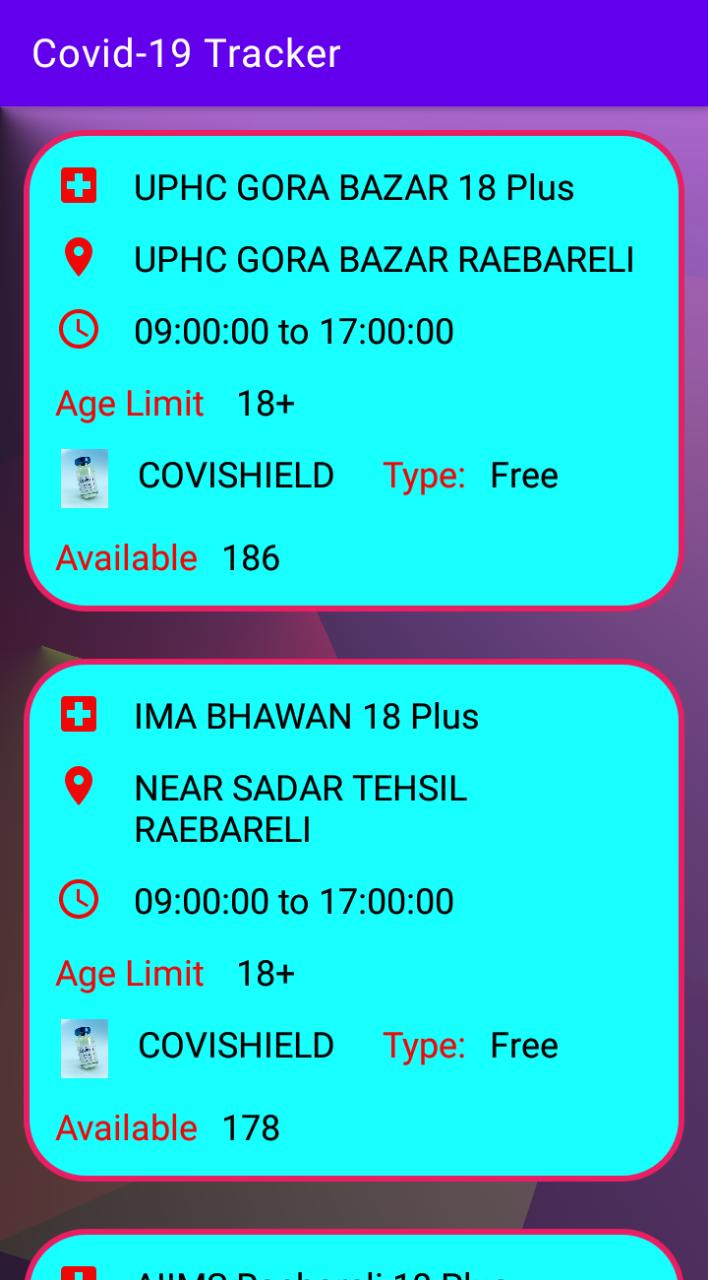 Covid-19 Tracker
UPHC GORA BAZAR 18 Plus
UPHC GORA BAZAR RAEBARELI
09:00:00 to 17:00:00
Age Limit 18+
COVISHIELD Type: Free
Available 186
IMA BHAWAN 18 Plus
NEAR SADAR TEHSIL
RAEBARELI
09:00:00 to 17:00:00
Age Limit 18+
COVISHIELD Type: Free
Available 178